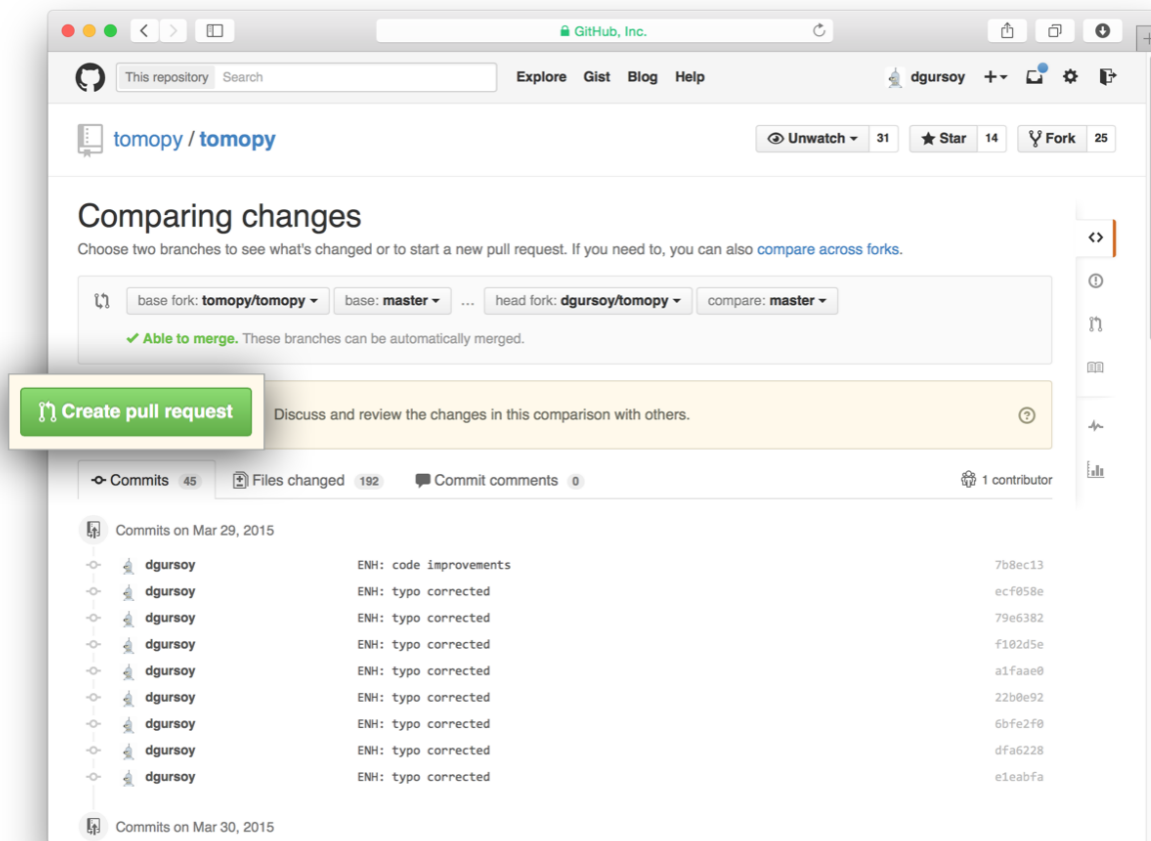 GitHub, Inc.
This repository Search Explore Gist Blog Help dgursoy
tomopy / tomopy Unwatch 31 Star 14 Fork 25
Comparing changes
Choose two branches to see what's changed or to start a new pull request. If you need to, you can also compare across forks.
base fork: tomopy/tomopy base: master ... head fork: dgursoy/tomopy compare: master
Able to merge. These branches can be automatically merged.
Create pull request Discuss and review the changes in this comparison with others.
Commits 45 Files changed 192 Commit comments 0 1 contributor
Commits on Mar 29, 2015
dgursoy ENH: code improvements 7b8ec13
dgursoy ENH: typo corrected ecf058e
dgursoy ENH: typo corrected 79e6382
dgursoy ENH: typo corrected f102d5e
dgursoy ENH: typo corrected a1faae0
dgursoy ENH: typo corrected 22b0e92
dgursoy ENH: typo corrected 6bfe2f0
dgursoy ENH: typo corrected dfa6228
dgursoy ENH: typo corrected e1eabfa
Commits on Mar 30, 2015